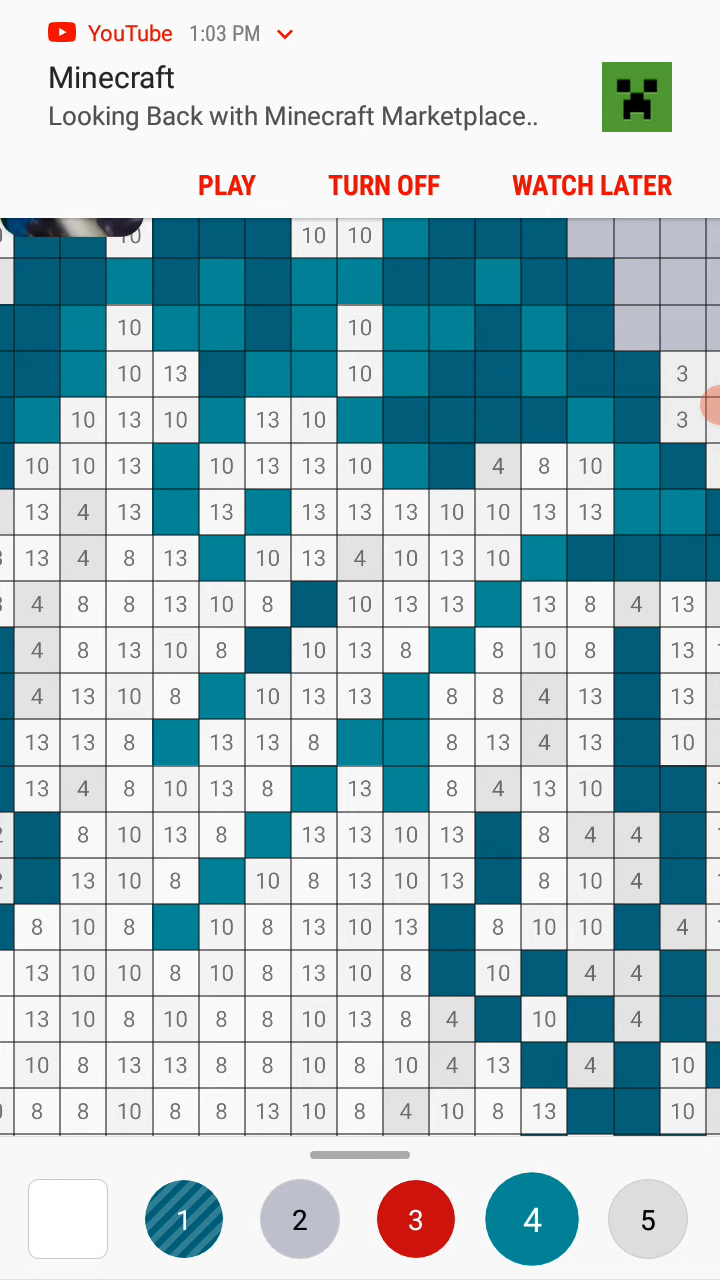 YouTube 1:03 PM
Minecraft
Looking Back with Minecraft Marketplace..
PLAY TURN OFF WATCH LATER
10 10 10
10 10
10 13 10 3
10 13 10 13 10 3
10 10 13 10 13 13 10 4 8 10
13 4 13 13 13 13 13 10 10 13 13
13 4 8 13 10 13 4 10 13 10
4 8 8 13 10 8 10 13 13 13 8 4 13
4 8 13 10 8 10 13 8 8 10 8 13
4 13 10 8 10 13 13 8 8 4 13 13
13 13 8 13 13 8 8 13 4 13 10
13 4 8 10 13 8 13 8 4 13 10
8 10 13 8 13 13 10 13 8 4 4
13 10 8 10 8 13 10 13 8 10 4
8 10 8 10 8 13 10 13 8 10 10 4
13 10 10 8 10 8 13 10 8 10 4 4
13 10 8 10 8 8 10 13 8 4 10 4
10 8 13 13 8 8 10 8 10 4 13 4 10
8 8 10 8 8 13 10 8 4 10 8 13 10
1 2 3 4 5